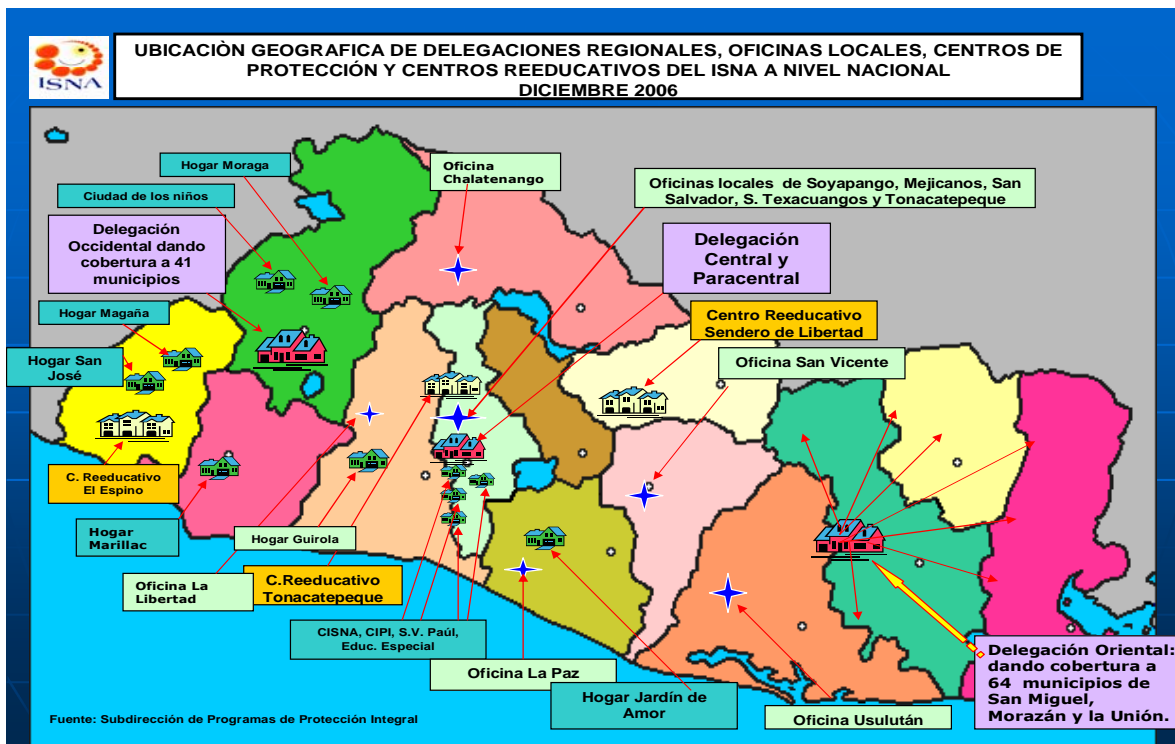 ISNA
UBICACIÒN GEOGRAFICA DE DELEGACIONES REGIONALES, OFICINAS LOCALES, CENTROS DE
PROTECCIÓN Y CENTROS REEDUCATIVOS DEL ISNA A NIVEL NACIONAL
DICIEMBRE 2006
Hogar Moraga
Oficina
Chalatenango
Oficinas locales de Soyapango, Mejicanos, San
Salvador, S. Texacuangos y Tonacatepeque
Ciudad de los niños
Delegación
Occidental dando
cobertura a 41
municipios
Delegación
Central y
Paracentral
Hogar Magaña
Centro Reeducativo
Sendero de Libertad
Hogar San
José
Oficina San Vicente
C. Reeducativo
El Espino
Hogar
Marillac
Hogar Guirola
Oficina La
Libertad
C.Reeducativo
Tonacatepeque
CISNA, CIPI, S.V. Paúl,
Educ. Especial
Oficina La Paz
Hogar Jardín de
Amor
Oficina Usulután
Delegación Oriental:
dando cobertura a
64 municipios de
San Miguel,
Morazán y la Unión.
Fuente: Subdirección de Programas de Protección Integral